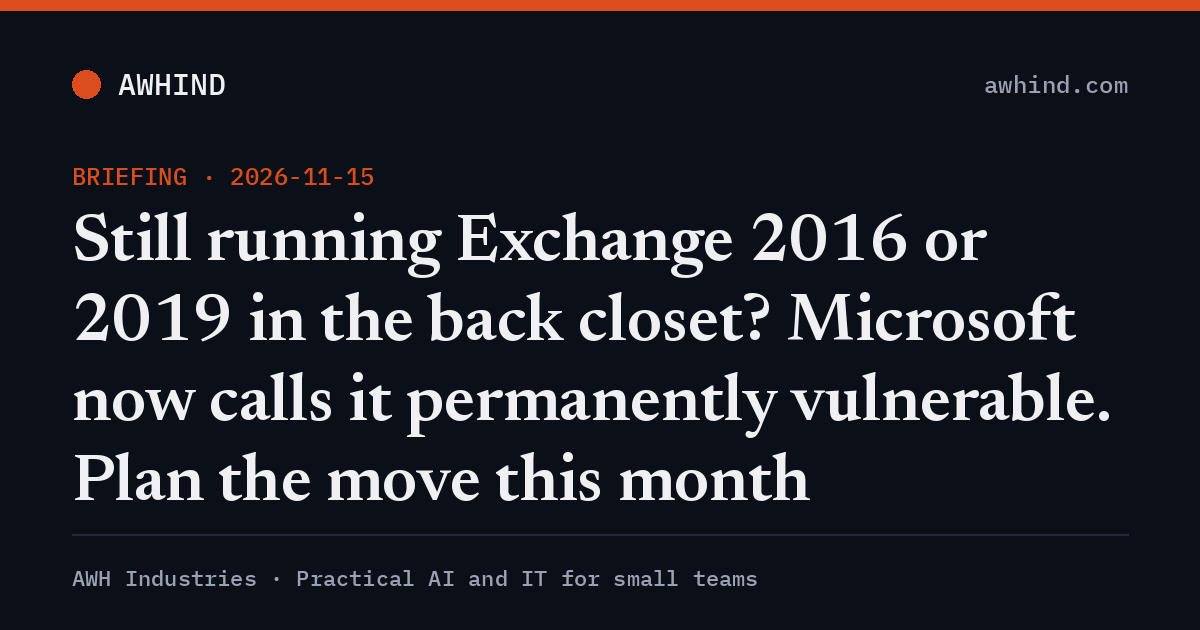 AWHIND
awhind.com
BRIEFING · 2026-11-15
Still running Exchange 2016 or
2019 in the back closet? Microsoft
now calls it permanently vulnerable.
Plan the move this month
AWH Industries · Practical AI and IT for small teams